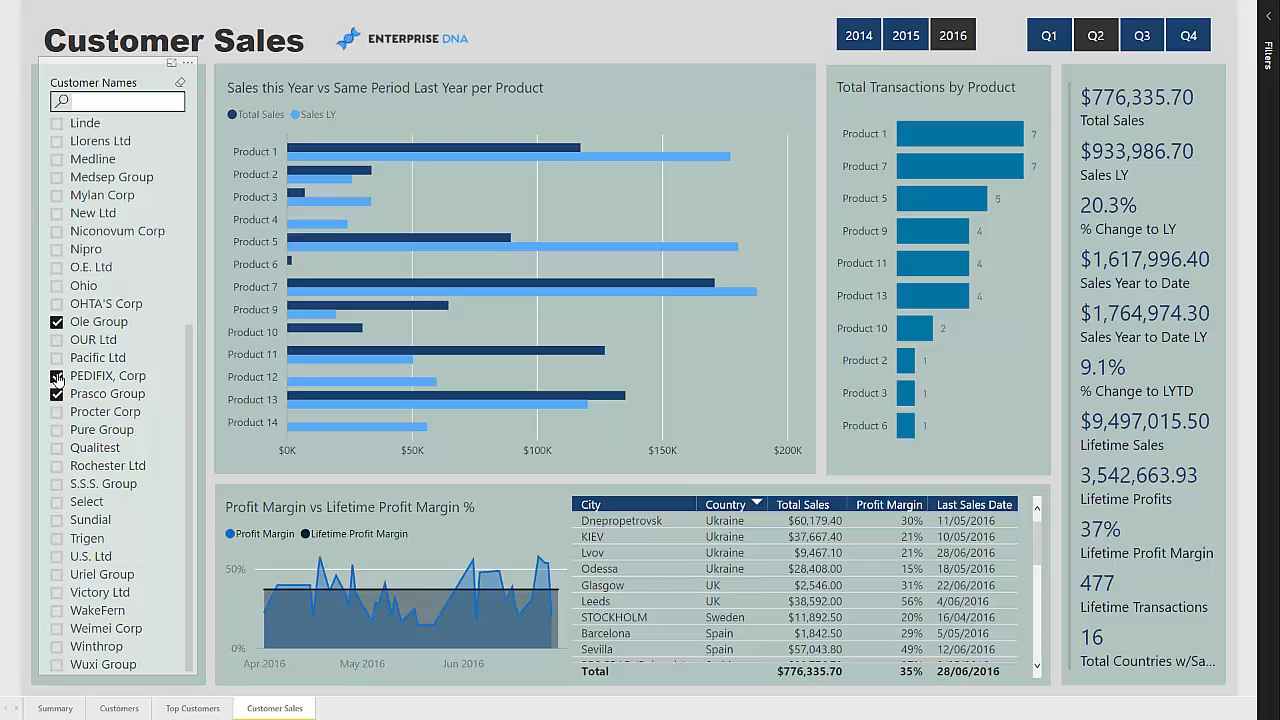 Customer Sales
ENTERPRISE DNA
2014
2015
2016
Q1
Q2
Q3
Q4
Filters
Customer Names
Linde
Llorens Ltd
Medline
Medsep Group
Mylan Corp
New Ltd
Niconovum Corp
Nipro
O.E. Ltd
Ohio
OHTA'S Corp
Ole Group
OUR Ltd
Pacific Ltd
PEDIFIX, Corp
Prasco Group
Procter Corp
Pure Group
Qualitest
Rochester Ltd
S.S.S. Group
Select
Sundial
Trigen
U.S. Ltd
Uriel Group
Victory Ltd
WakeFern
Weimei Corp
Winthrop
Wuxi Group
Sales this Year vs Same Period Last Year per Product
Total Sales Sales LY
Product 1
Product 2
Product 3
Product 4
Product 5
Product 6
Product 7
Product 9
Product 10
Product 11
Product 12
Product 13
Product 14
$0K $50K $100K $150K $200K
Total Transactions by Product
Product 1 7
Product 7 7
Product 5 5
Product 9 4
Product 11 4
Product 13 4
Product 10 2
Product 2 1
Product 3 1
Product 6 1
$776,335.70
Total Sales
$933,986.70
Sales LY
20.3%
% Change to LY
$1,617,996.40
Sales Year to Date
$1,764,974.30
Sales Year to Date LY
9.1%
% Change to LYTD
$9,497,015.50
Lifetime Sales
3,542,663.93
Lifetime Profits
37%
Lifetime Profit Margin
477
Lifetime Transactions
16
Total Countries w/Sa...
Profit Margin vs Lifetime Profit Margin %
Profit Margin Lifetime Profit Margin
50%
0%
Apr 2016 May 2016 Jun 2016
City Country Total Sales Profit Margin Last Sales Date
Dnepropetrovsk Ukraine $60,179.40 30% 11/05/2016
KIEV Ukraine $37,667.40 21% 10/05/2016
Lvov Ukraine $9,467.10 21% 28/06/2016
Odessa Ukraine $28,408.00 15% 18/05/2016
Glasgow UK $2,546.00 31% 22/06/2016
Leeds UK $38,592.00 56% 4/06/2016
STOCKHOLM Sweden $11,892.50 20% 16/04/2016
Barcelona Spain $1,842.50 29% 5/05/2016
Sevilla Spain $57,043.80 49% 12/06/2016
Total $776,335.70 35% 28/06/2016
Summary
Customers
Top Customers
Customer Sales